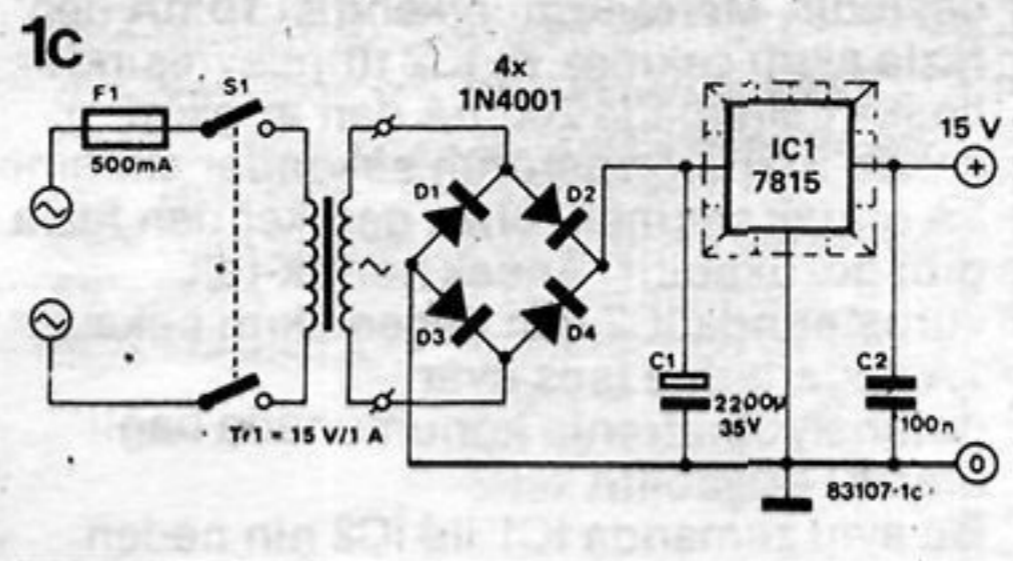 1c
4x
1N4001
F1
S1
500mA
D1
D2
D3
D4
IC1
7815
15 V
+
C1
2200µ
35V
C2
100n
Tr1 = 15 V/1 A
0
83107-1c